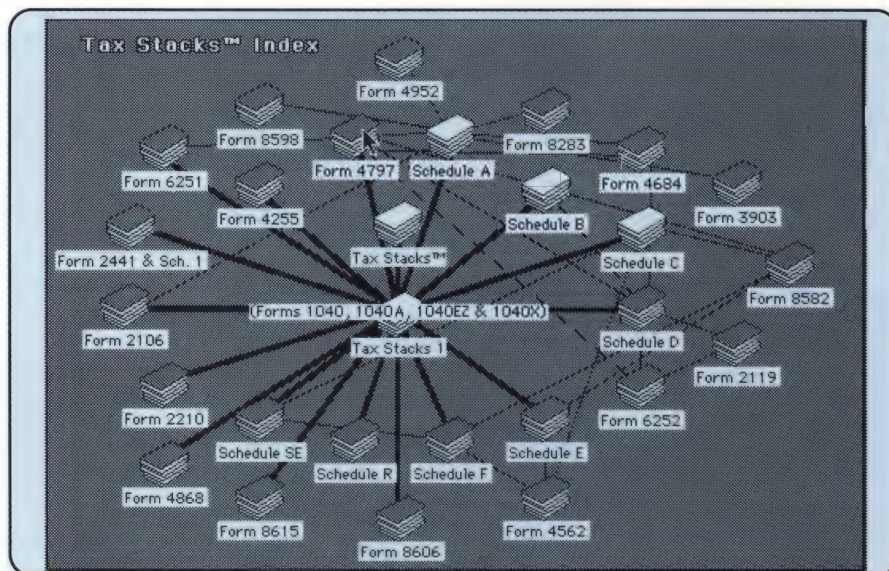 Tax Stacks™ Index
Form 4952
Form 8598
Form 8283
Form 4797
Schedule A
Form 6251
Form 4684
Form 4255
Schedule B
Form 3903
Tax Stacks™
Form 2441 & Sch. 1
Schedule C
Form 8582
(Forms 1040, 1040A, 1040EZ & 1040X)
Form 2106
Tax Stacks 1
Schedule D
Form 2119
Form 2210
Form 6252
Schedule SE
Schedule R
Schedule F
Schedule E
Form 4868
Form 8615
Form 8606
Form 4562